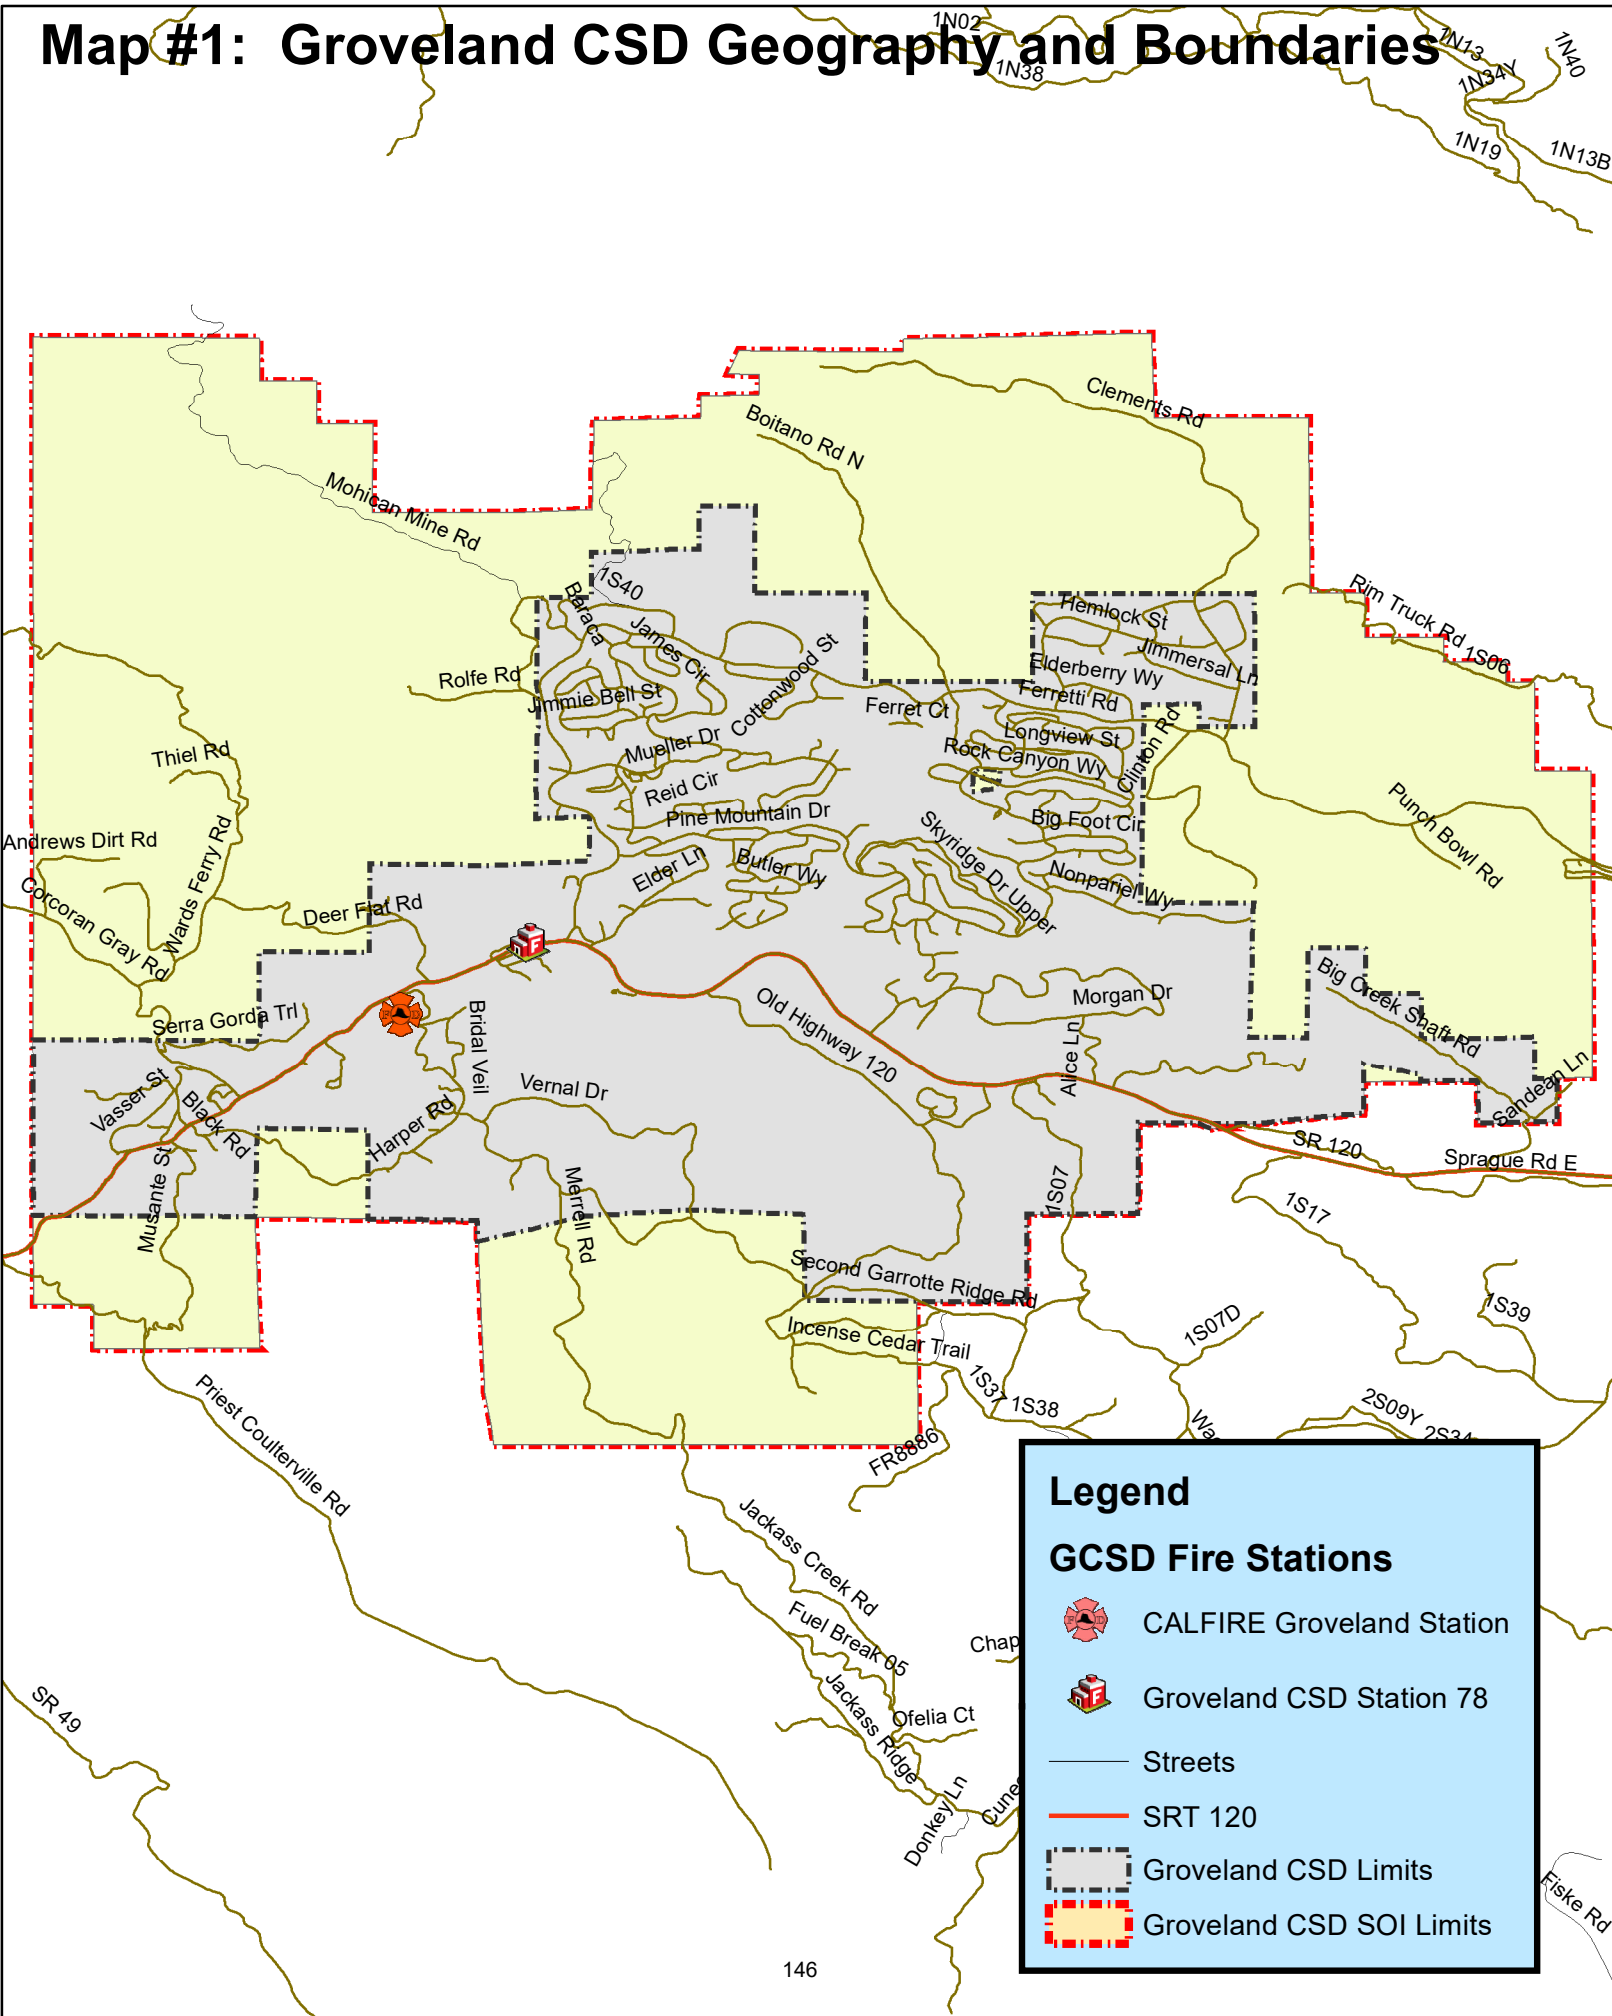 Map #1:  Groveland CSD Geography and Boundaries
1N02
1N38
1N13
1N34Y
1N40
1N19
1N13B
Clements Rd
Boitano Rd N
Mohican Mine Rd
1S40
Baraca
James Cir
Hemlock St
Jimmersal Ln
Rim Truck Rd
1S06
Rolfe Rd
Jimmie Bell St
Cottonwood St
Elderberry Wy
Ferretti Rd
Ferret Ct
Longview St
Thiel Rd
Mueller Dr
Rock Canyon Wy
Clinton Rd
Reid Cir
Pine Mountain Dr
Big Foot Cir
Punch Bowl Rd
Andrews Dirt Rd
Wards Ferry Rd
Corcoran Gray Rd
Deer Flat Rd
Elder Ln
Butler Wy
Skyridge Dr Upper
Nonpariel Wy
F
F D
Serra Gorda Trl
Bridal Veil
Old Highway 120
Morgan Dr
Alice Ln
Big Creek Shaft Rd
Sandean Ln
Vasser St
Black Rd
Harper Rd
Vernal Dr
Musante St
Merrell Rd
1S07
SR 120
Sprague Rd E
1S17
Second Garrotte Ridge Rd
Incense Cedar Trail
1S07D
1S39
1S37
1S38
2S09Y
2S34
Wa
FR8886
Priest Coulterville Rd
Jackass Creek Rd
Fuel Break 05
Jackass Ridge
Ofelia Ct
Donkey Ln
Chap
Cunes
SR 49
Fiske Rd
Legend
GCSD Fire Stations
F D
CALFIRE Groveland Station
F
Groveland CSD Station 78
Streets
SRT 120
Groveland CSD Limits
Groveland CSD SOI Limits
146